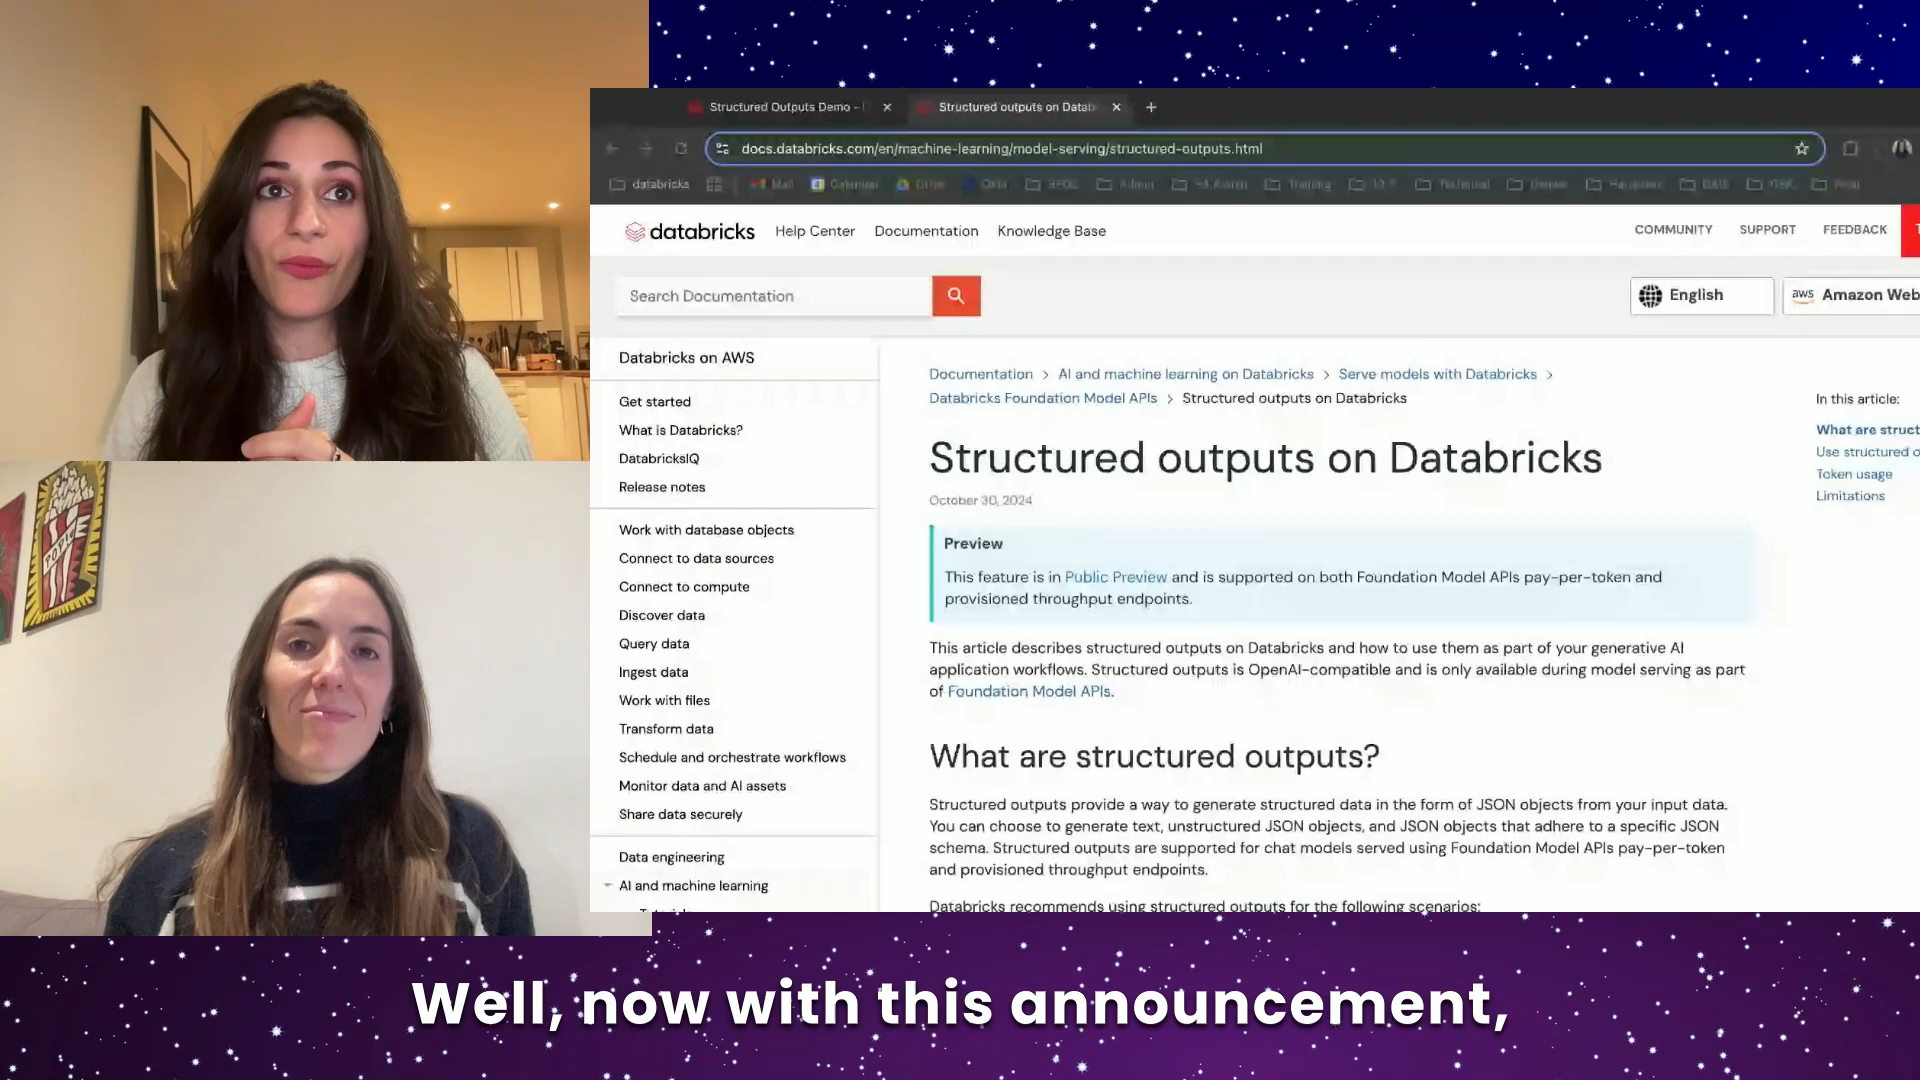 Structured Outputs Demo -
Structured outputs on Datab
docs.databricks.com/en/machine-learning/model-serving/structured-outputs.html
databricks Mail Calendar Drive Okta Admin Training Technical
databricks Help Center Documentation Knowledge Base
COMMUNITY SUPPORT FEEDBACK
Search Documentation
English
aws Amazon Web
Databricks on AWS
Get started
What is Databricks?
DatabricksIQ
Release notes
Work with database objects
Connect to data sources
Connect to compute
Discover data
Query data
Ingest data
Work with files
Transform data
Schedule and orchestrate workflows
Monitor data and AI assets
Share data securely
Data engineering
AI and machine learning
Documentation > AI and machine learning on Databricks > Serve models with Databricks >
Databricks Foundation Model APIs > Structured outputs on Databricks
Structured outputs on Databricks
October 30, 2024
Preview
This feature is in Public Preview and is supported on both Foundation Model APIs pay-per-token and
provisioned throughput endpoints.
This article describes structured outputs on Databricks and how to use them as part of your generative AI
application workflows. Structured outputs is OpenAI-compatible and is only available during model serving as part
of Foundation Model APIs.
What are structured outputs?
Structured outputs provide a way to generate structured data in the form of JSON objects from your input data.
You can choose to generate text, unstructured JSON objects, and JSON objects that adhere to a specific JSON
schema. Structured outputs are supported for chat models served using Foundation Model APIs pay-per-token
and provisioned throughput endpoints.
Databricks recommends using structured outputs for the following scenarios:
In this article:
What are struct
Use structured o
Token usage
Limitations
Well, now with this announcement,